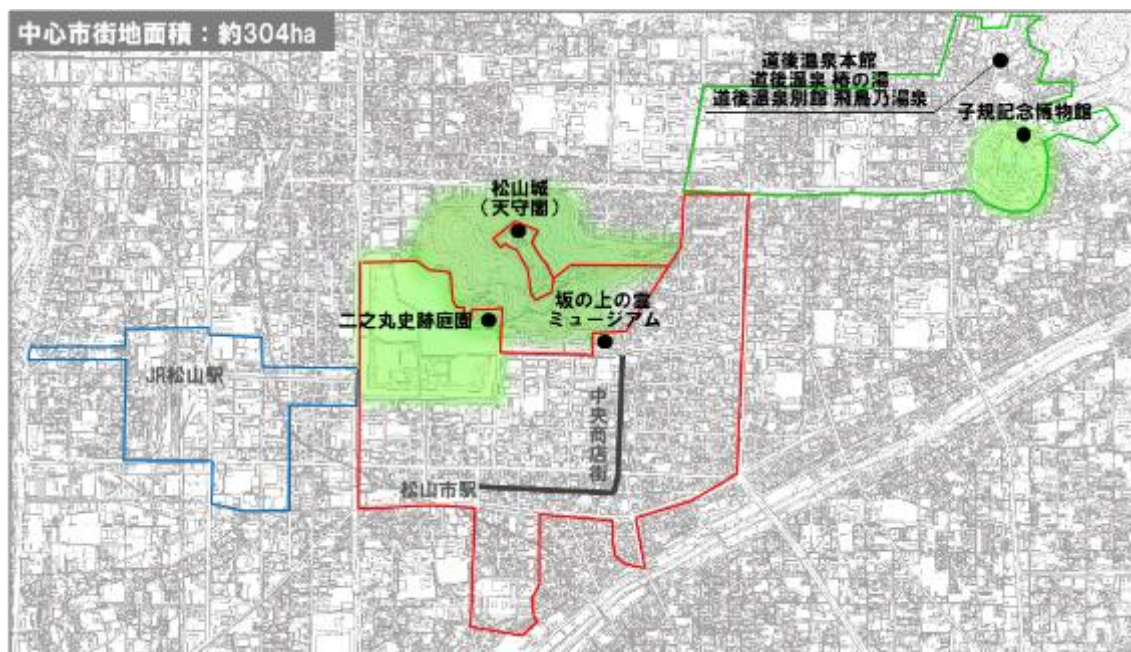 中心市街地面積:約304ha
道後温泉本館
道後温泉 椿の湯
道後温泉別館 飛鳥乃湯泉
子規記念博物館
松山城
(天守閣)
坂の上の雲
ミュージアム
二之丸史跡庭園
JR松山駅
中央商店街
松山市駅